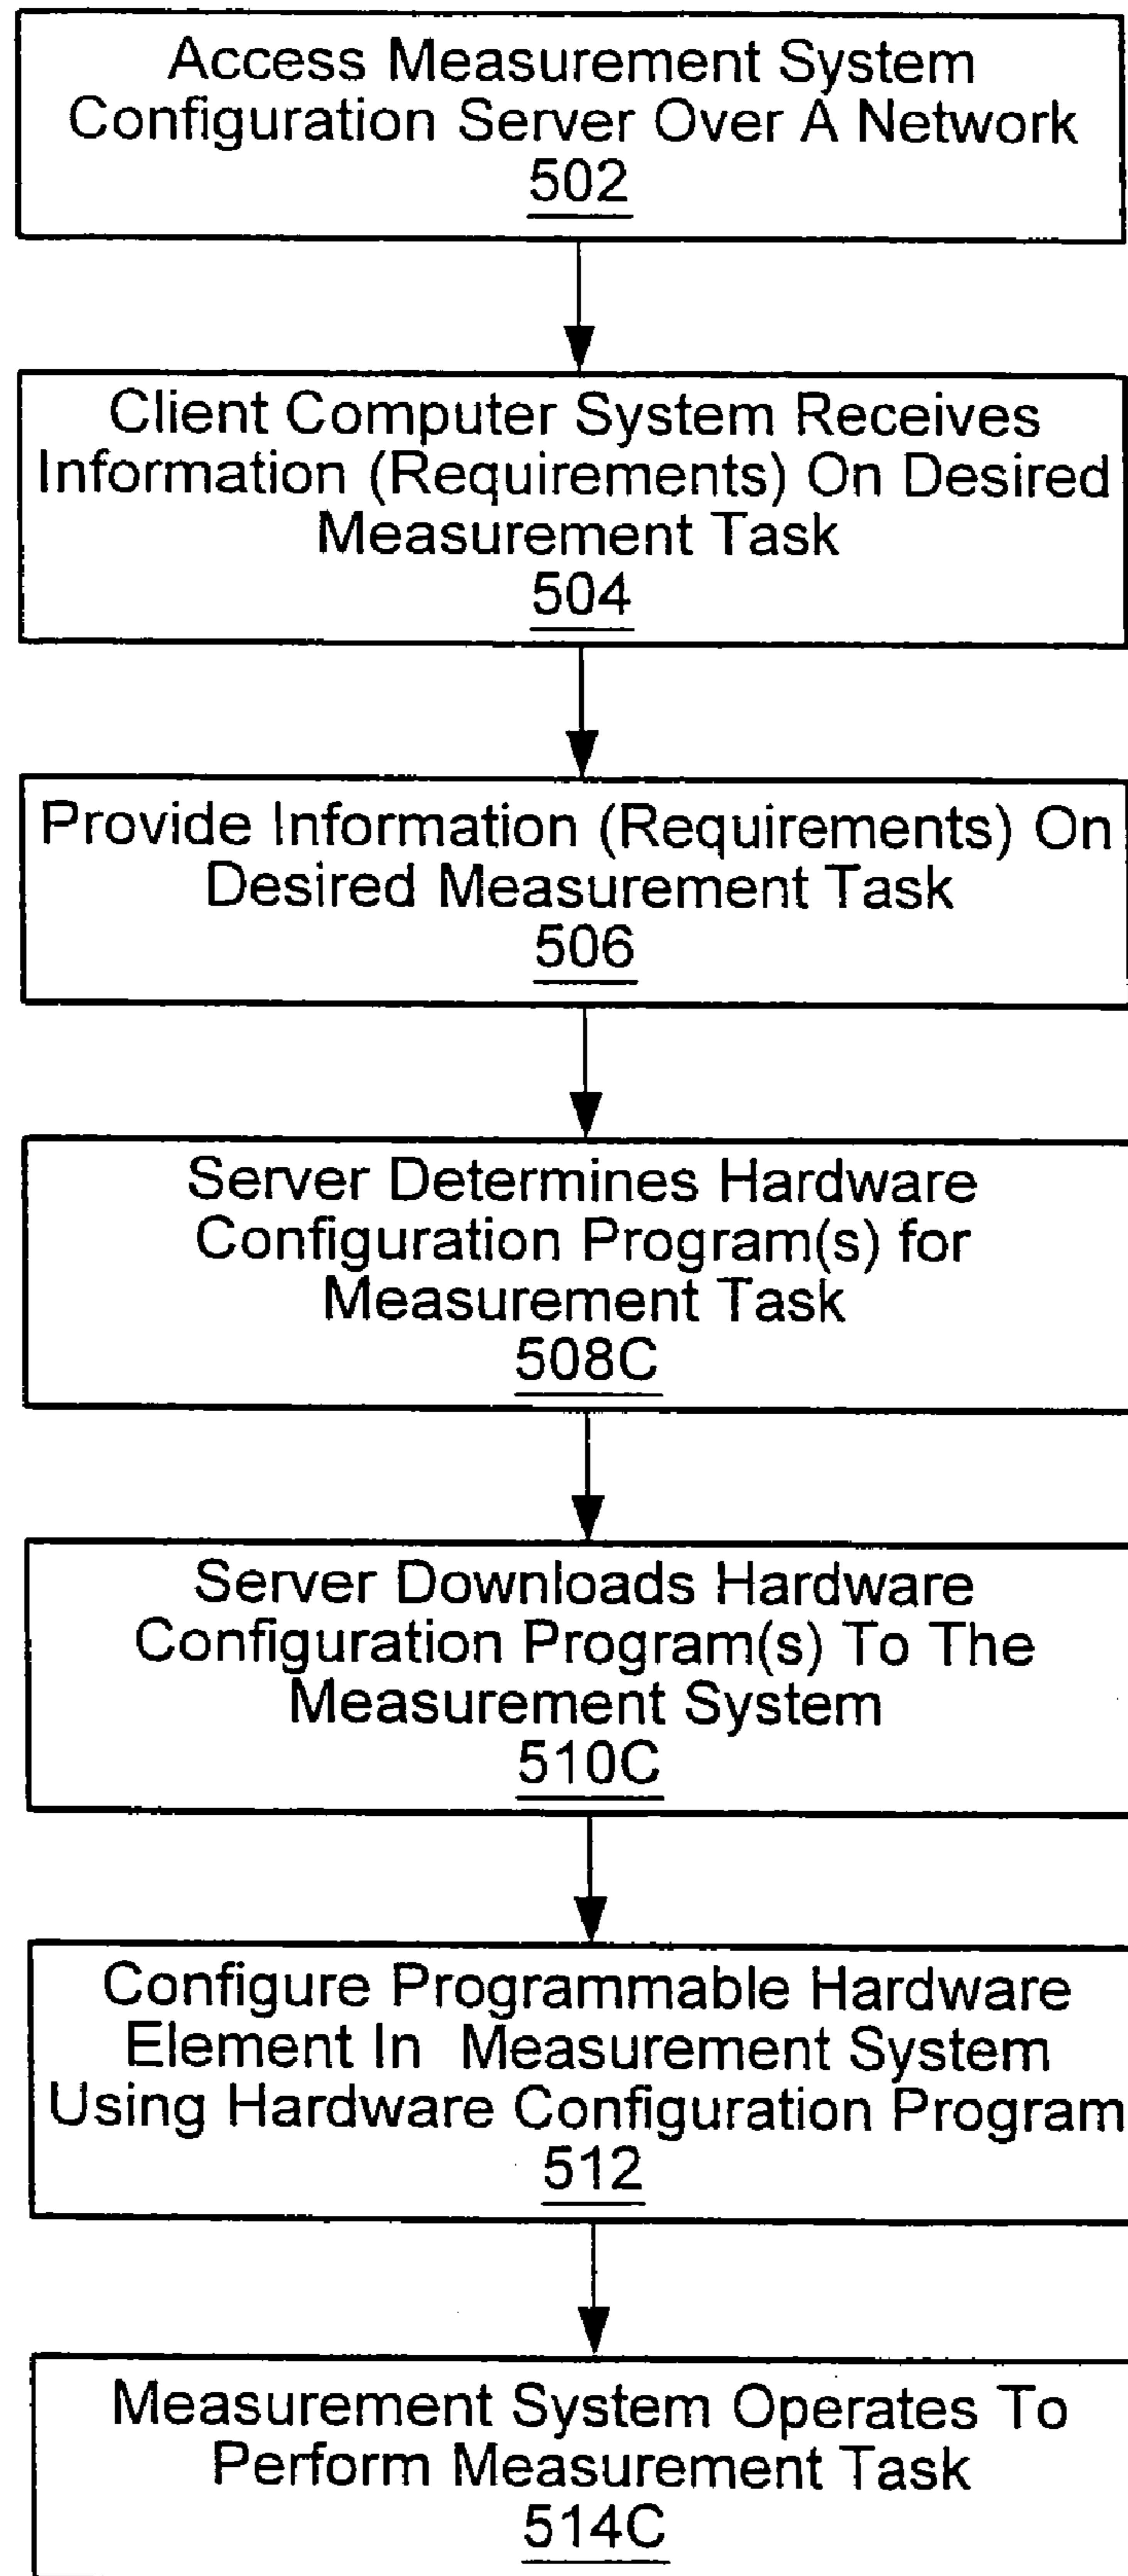 Access Measurement System
Configuration Server Over A Network
502
Client Computer System Receives
Information (Requirements) On Desired
Measurement Task
504
Provide Information (Requirements) On
Desired Measurement Task
506
Server Determines Hardware
Configuration Program(s) for
Measurement Task
508C
Server Downloads Hardware
Configuration Program(s) To The
Measurement System
510C
Configure Programmable Hardware
Element In Measurement System
Using Hardware Configuration Program
512
Measurement System Operates To
Perform Measurement Task
514C